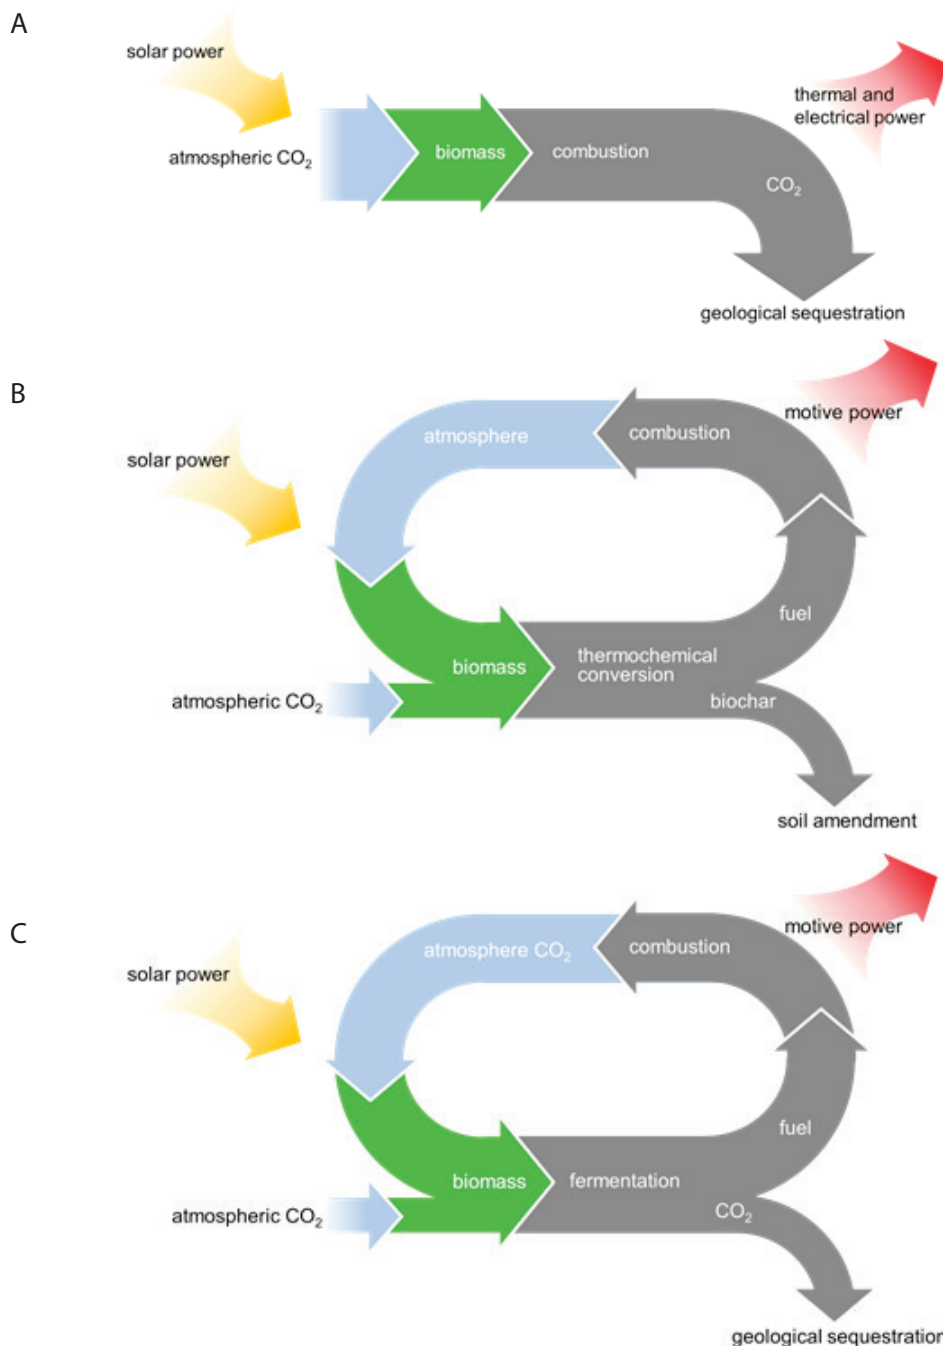 A
solar power
thermal and
electrical power
atmospheric CO₂
biomass
combustion
CO₂
geological sequestration
B
motive power
atmosphere
combustion
solar power
fuel
thermochemical
conversion
biomass
atmospheric CO₂
biochar
soil amendment
C
motive power
atmosphere CO₂
combustion
solar power
fuel
biomass
fermentation
atmospheric CO₂
CO₂
geological sequestration